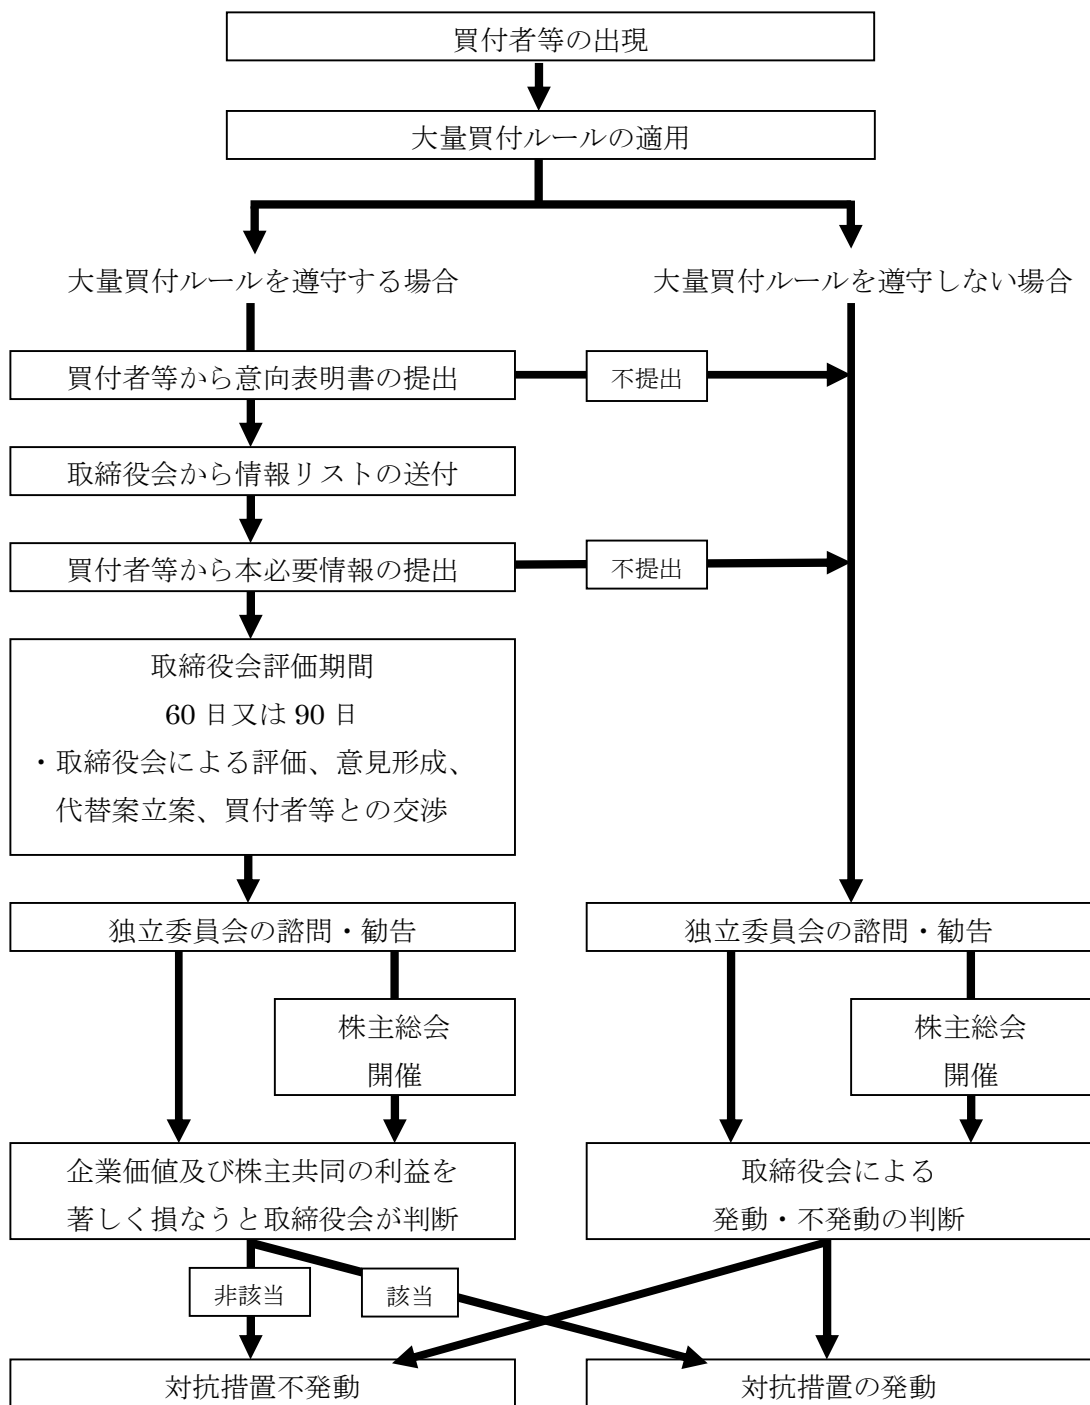 買付者等の出現
大量買付ルールの適用
大量買付ルールを遵守する場合
大量買付ルールを遵守しない場合
買付者等から意向表明書の提出
不提出
取締役会から情報リストの送付
買付者等から本必要情報の提出
不提出
取締役会評価期間
60 日又は 90 日
・取締役会による評価、意見形成、
代替案立案、買付者等との交渉
独立委員会の諮問・勧告
独立委員会の諮問・勧告
株主総会
開催
株主総会
開催
企業価値及び株主共同の利益を
著しく損なうと取締役会が判断
取締役会による
発動・不発動の判断
非該当
該当
対抗措置不発動
対抗措置の発動